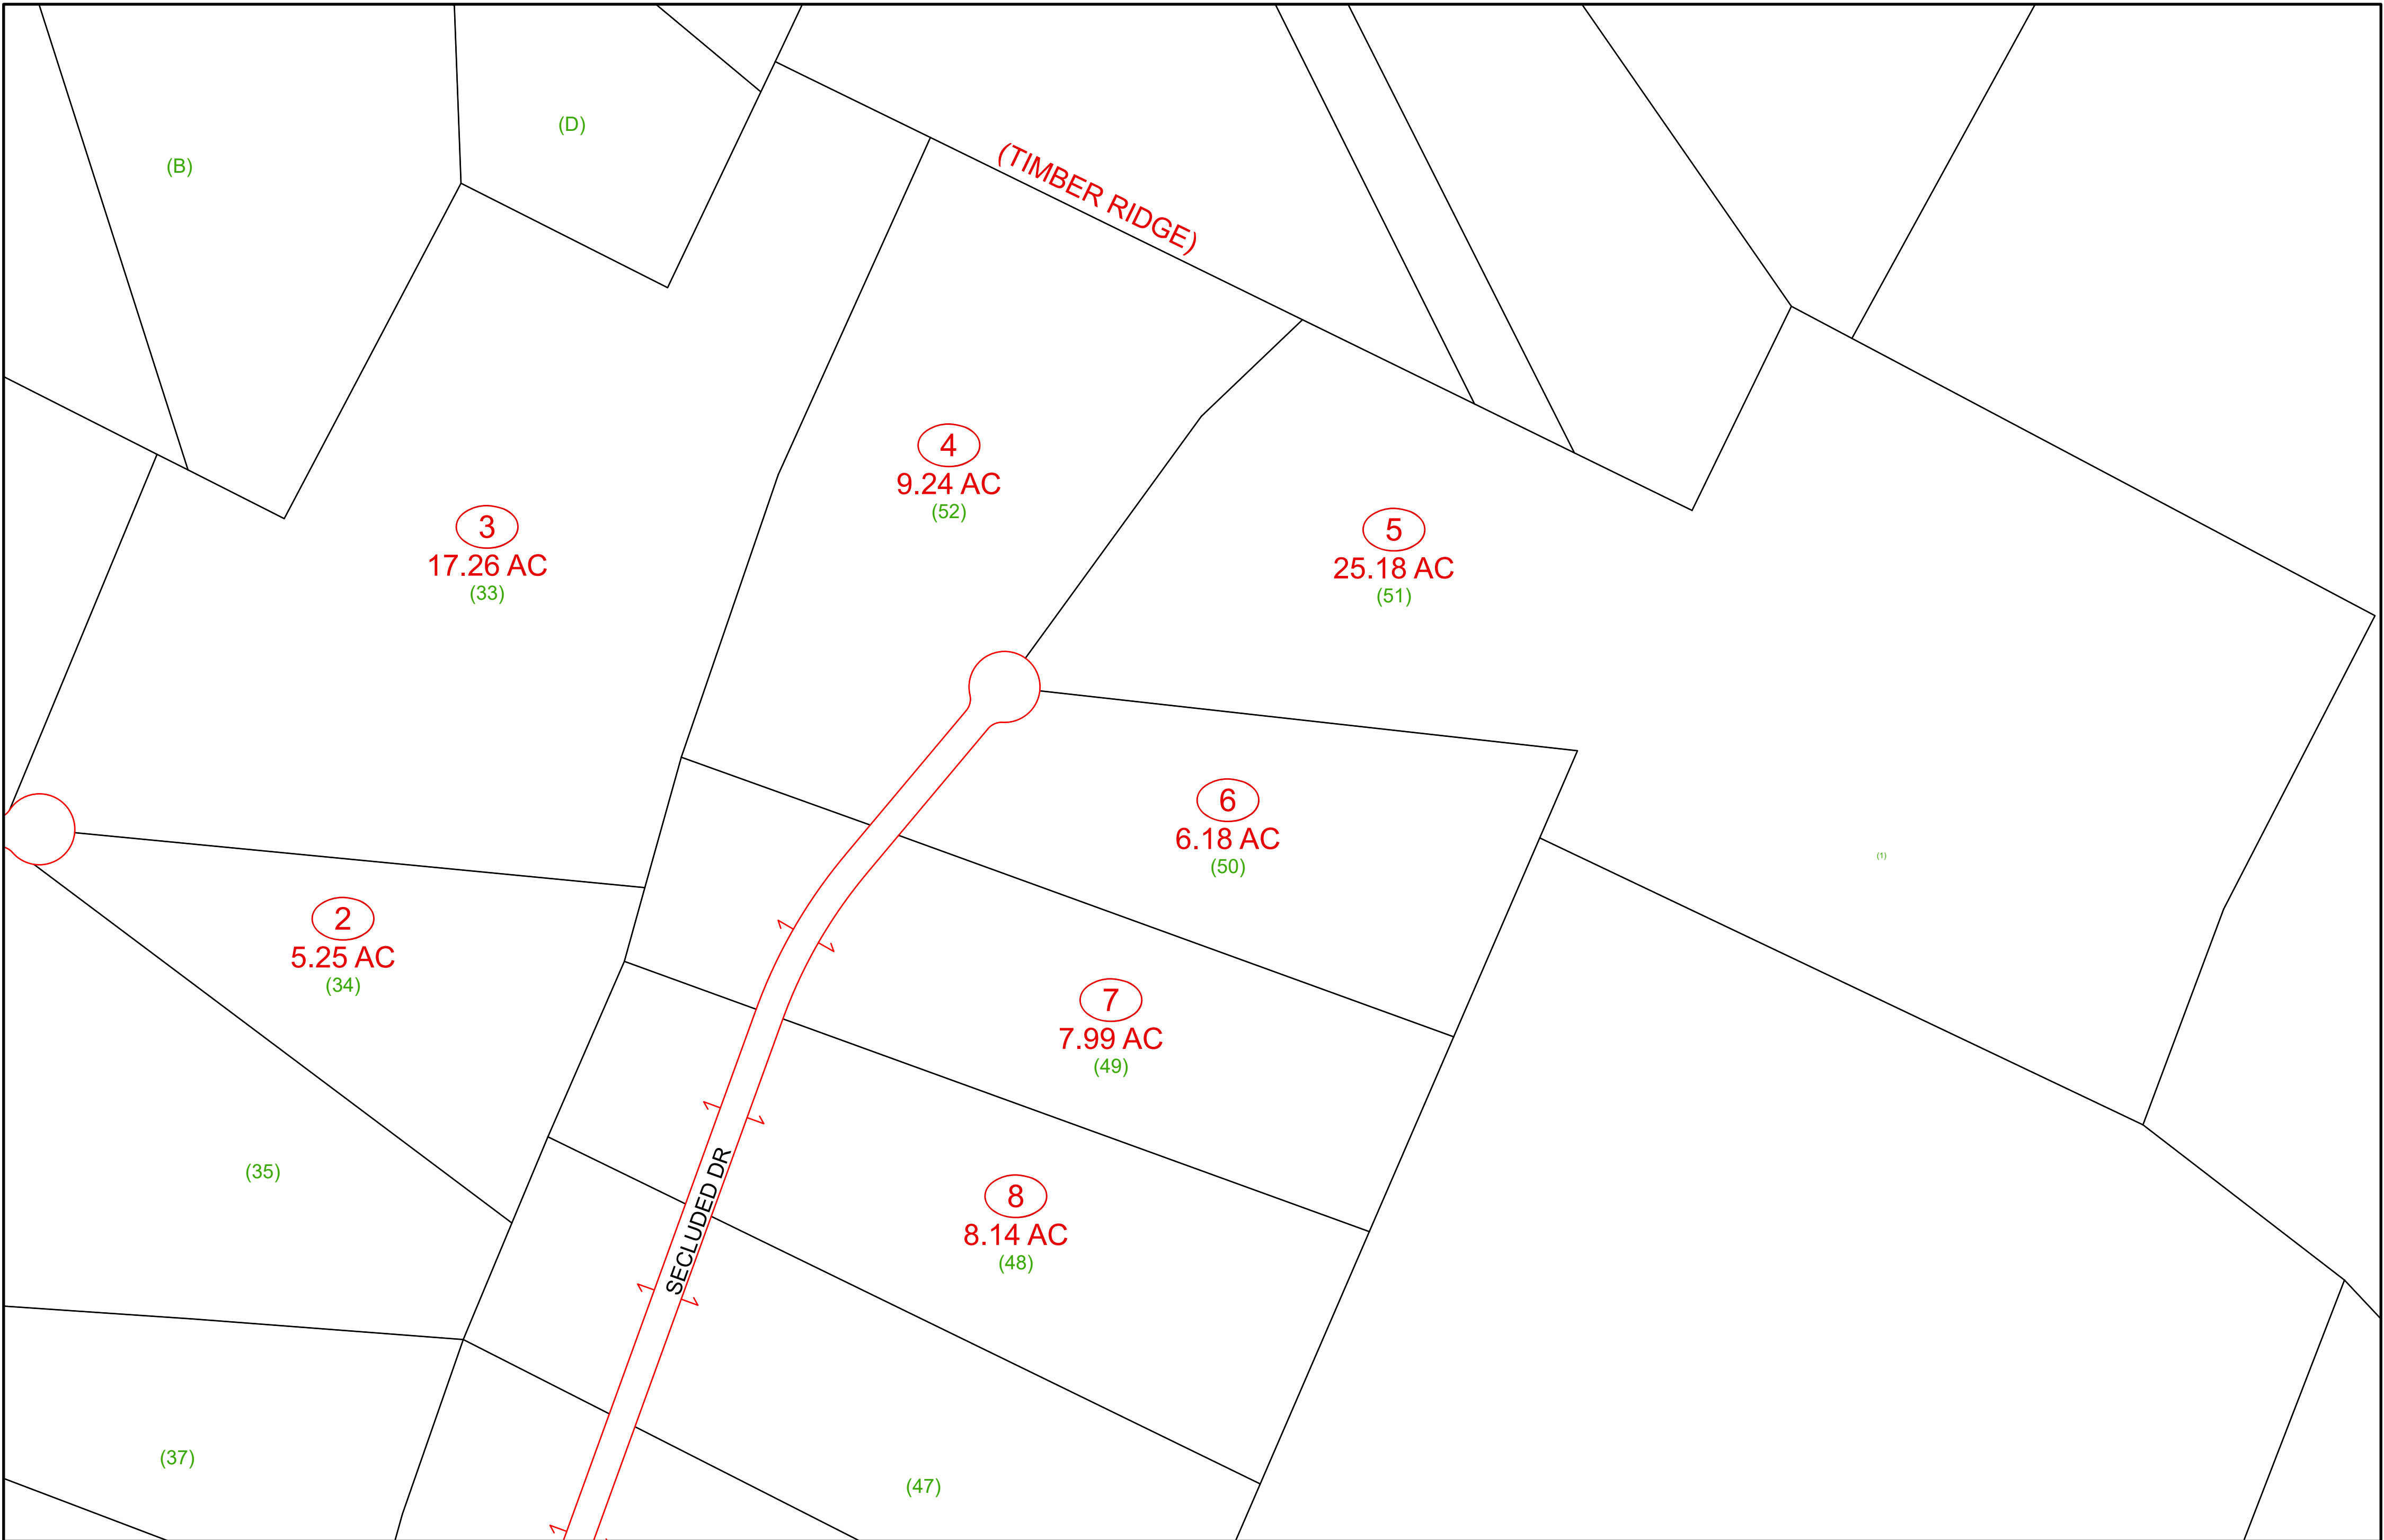 (D)
(B)
(TIMBER RIDGE)
4
9.24 AC
(52)
3
17.26 AC
(33)
5
25.18 AC
(51)
6
6.18 AC
(50)
(1)
2
5.25 AC
(34)
7
7.99 AC
(49)
(35)
8
8.14 AC
(48)
SECLUDED DR
(37)
(47)